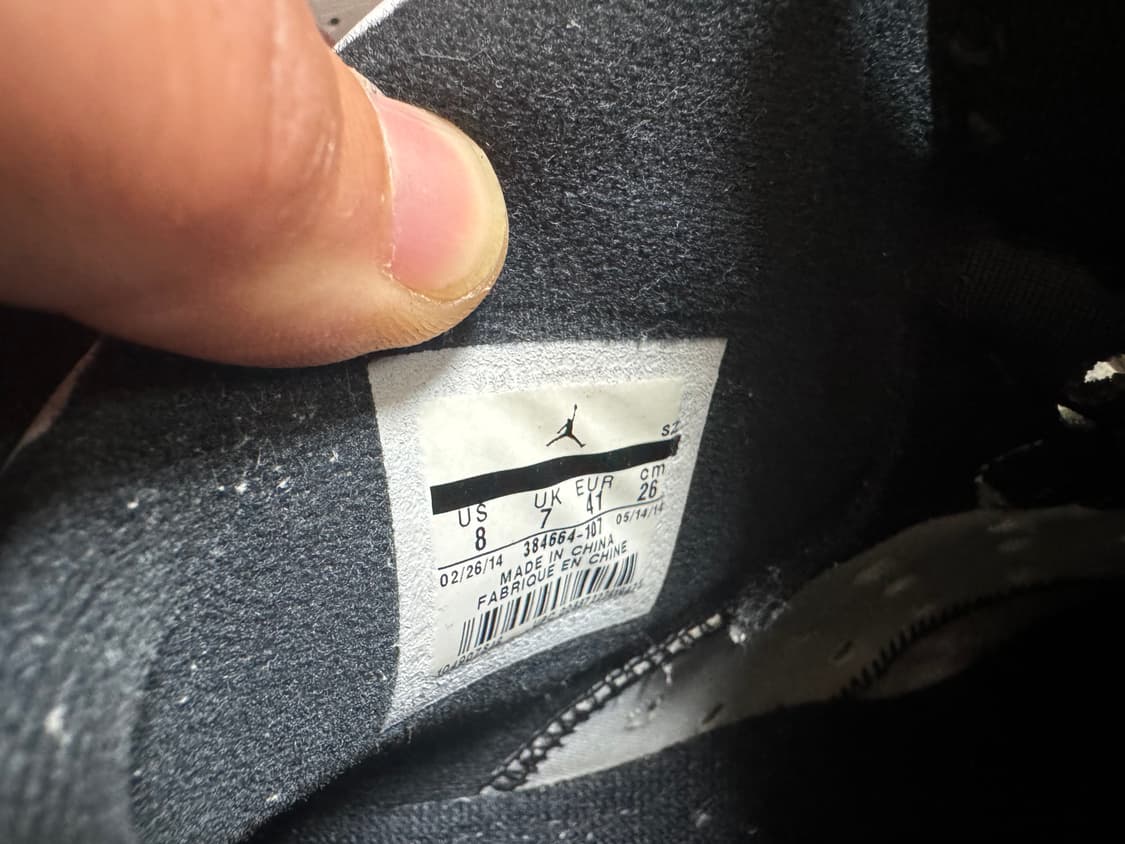 SZ
US UK EUR cm
8 7 41 26
02/26/14 384664-107 05/14/14
MADE IN CHINA
FABRIQUE EN CHINE